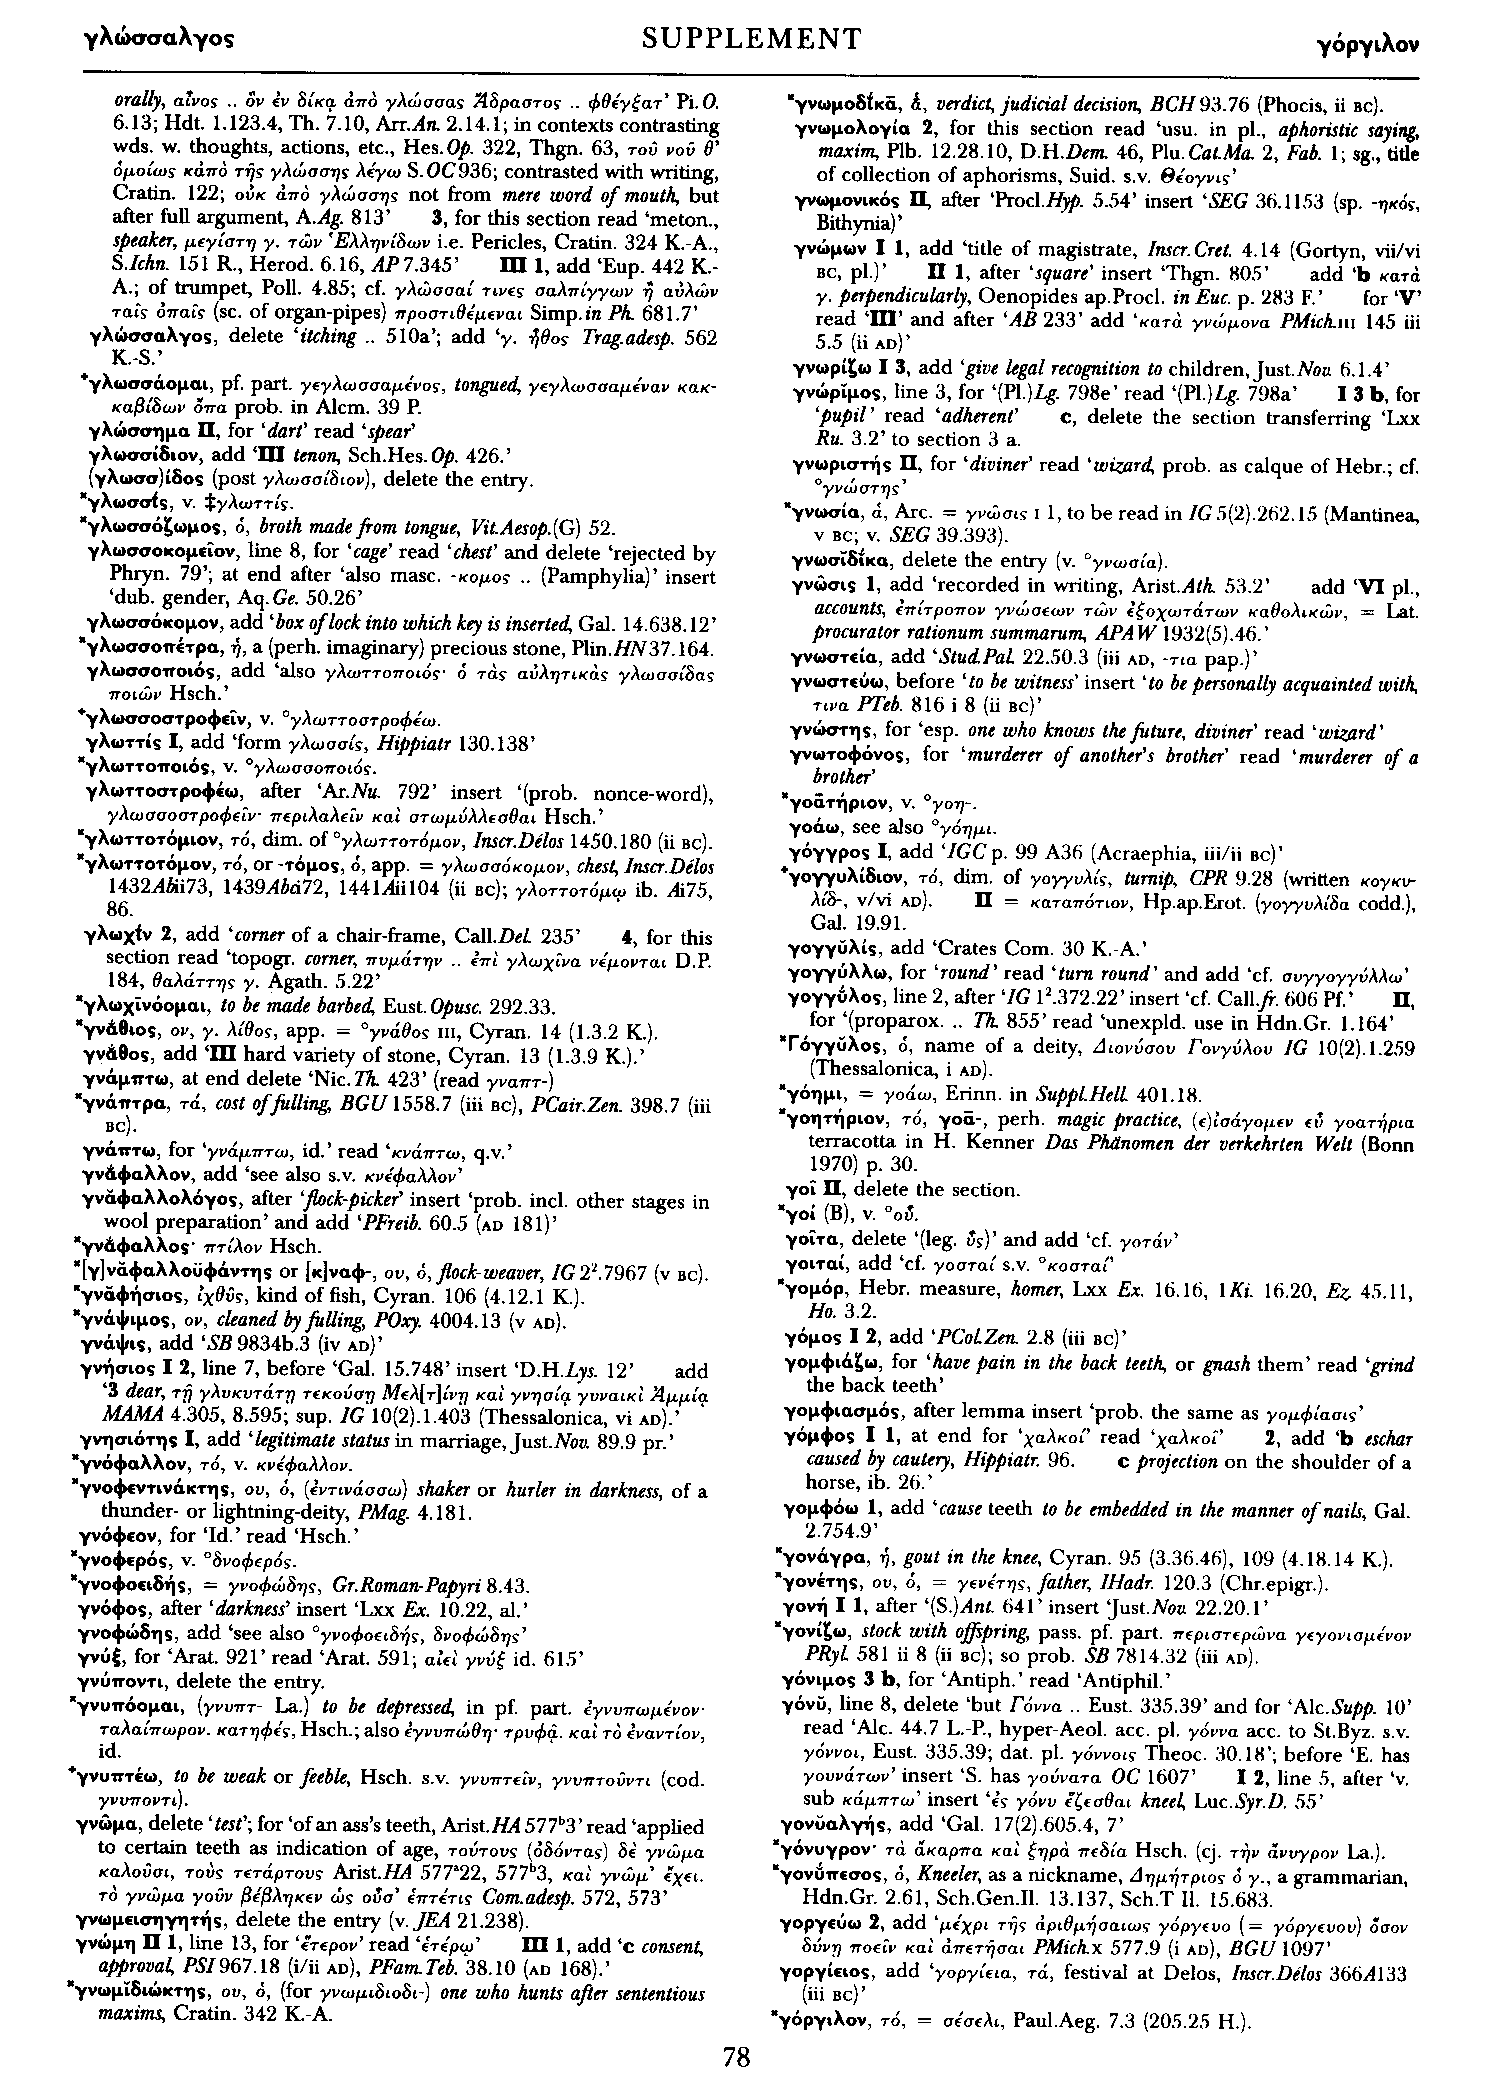 γλώσσαλγος
SUPPLEMENT
γόργιλον
orally, αἶνος .. ὃν ἐν δίκᾳ ἀπὸ γλώσσας Ἄδραστος .. φθέγξατ’ Pi.O.
6.13; Hdt. 1.123.4, Th. 7.10, Arr.An. 2.14.1; in contexts contrasting
wds. w. thoughts, actions, etc., Hes.Op. 322, Thgn. 63, τοῦ νοῦ θ’
ὁμοίως κἀπὸ τῆς γλώσσης λέγω S.OC 936; contrasted with writing,
Cratin. 122; οὐκ ἀπὸ γλώσσης not from mere word of mouth, but
after full argument, A.Ag. 813’ 3, for this section read ‘meton.,
speaker, μεγίστη γ. τῶν Ἑλληνίδων i.e. Pericles, Cratin. 324 K.-A.,
S.Ichn. 151 R., Herod. 6.16, AP 7.345’ III 1, add ‘Eup. 442 K.-
A.; of trumpet, Poll. 4.85; cf. γλῶσσαί τινες σαλπίγγων ἢ αὐλῶν
ταῖς ὀπαῖς (sc. of organ-pipes) προστιθέμεναι Simp.in Ph. 681.7’
γλώσσαλγος, delete ‘itching .. 510a’; add ‘γ. ἦθος Trag.adesp. 562
K.-S.’
⁺γλωσσάομαι, pf. part. γεγλωσσαμένος, tongued, γεγλωσσαμέναν κακ-
καβίδων ὄπα prob. in Alcm. 39 P.
γλώσσημα II, for ‘dart’ read ‘spear’
γλωσσίδιον, add ‘III tenon, Sch.Hes.Op. 426.’
(γλωσσ)ίδος (post γλωσσίδιον), delete the entry.
*γλωσσίς, v. ‡γλωττίς.
*γλωσσόζωμος, ὁ, broth made from tongue, Vit.Aesop.(G) 52.
γλωσσοκομεῖον, line 8, for ‘cage’ read ‘chest’ and delete ‘rejected by
Phryn. 79’; at end after ‘also masc. -κομος .. (Pamphylia)’ insert
‘dub. gender, Aq.Ge. 50.26’
γλωσσόκομον, add ‘box of lock into which key is inserted, Gal. 14.638.12’
*γλωσσοπέτρα, ἡ, a (perh. imaginary) precious stone, Plin.HN 37.164.
γλωσσοποιός, add ‘also γλωττοποιός· ὁ τὰς αὐλητικὰς γλωσσίδας
ποιῶν Hsch.’
⁺γλωσσοστροφεῖν, v. °γλωττοστροφέω.
γλωττίς I, add ‘form γλωσσίς, Hippiatr 130.138’
*γλωττοποιός, v. °γλωσσοποιός.
γλωττοστροφέω, after ‘Ar.Nu. 792’ insert ‘(prob. nonce-word),
γλωσσοστροφεῖν· περιλαλεῖν καὶ στωμύλλεσθαι Hsch.’
*γλωττοτόμιον, τό, dim. of °γλωττοτόμον, Inscr.Délos 1450.180 (ii BC).
*γλωττοτόμον, τό, or -τόμος, ὁ, app. = γλωσσόκομον, chest, Inscr.Délos
1432Abii73, 1439Abci72, 1441Aii104 (ii BC); γλοττοτόμῳ ib. Ai75,
86.
γλωχίν 2, add ‘corner of a chair-frame, Call.Del. 235’ 4, for this
section read ‘topogr. corner, πυμάτην .. ἐπὶ γλωχῖνα νέμονται D.P.
184, θαλάττης γ. Agath. 5.22’
*γλωχῑνόομαι, to be made barbed, Eust.Opusc. 292.33.
*γνάθιος, ον, γ. λίθος, app. = °γνάθος III, Cyran. 14 (1.3.2 K.).
γνάθος, add ‘III hard variety of stone, Cyran. 13 (1.3.9 K.).’
γνάμπτω, at end delete ‘Nic.Th. 423’ (read γναπτ-)
*γνάπτρα, τά, cost of fulling, BGU 1558.7 (iii BC), PCair.Zen. 398.7 (iii
BC).
γνάπτω, for ‘γνάμπτω, id.’ read ‘κνάπτω, q.v.’
γνάφαλλον, add ‘see also s.v. κνέφαλλον’
γνᾰφαλλολόγος, after ‘flock-picker’ insert ‘prob. incl. other stages in
wool preparation’ and add ‘PFreib. 60.5 (AD 181)’
*γνάφαλλος· πτίλον Hsch.
*[γ]νᾰφαλλοϋφάντης or [κ]ναφ-, ου, ὁ, flock-weaver, IG 2².7967 (v BC).
*γνᾰφήσιος, ἰχθῦς, kind of fish, Cyran. 106 (4.12.1 K.).
*γνάψιμος, ον, cleaned by fulling, POxy. 4004.13 (v AD).
γνάψις, add ‘SB 9834b.3 (iv AD)’
γνήσιος I 2, line 7, before ‘Gal. 15.748’ insert ‘D.H.Lys. 12’ add
‘3 dear, τῇ γλυκυτάτῃ τεκούσῃ Μελ[τ]ίνῃ καὶ γνησίᾳ γυναικὶ Ἀμμίᾳ
MAMA 4.305, 8.595; sup. IG 10(2).1.403 (Thessalonica, vi AD).’
γνησιότης I, add ‘legitimate status in marriage, Just.Nov. 89.9 pr.’
*γνόφαλλον, τό, v. κνέφαλλον.
*γνοφεντινάκτης, ου, ὁ, (ἐντινάσσω) shaker or hurler in darkness, of a
thunder- or lightning-deity, PMag. 4.181.
γνόφεον, for ‘Id.’ read ‘Hsch.’
*γνοφερός, v. °δνοφερός.
*γνοφοειδής, = γνοφώδης, Gr.Roman-Papyri 8.43.
γνόφος, after ‘darkness’ insert ‘Lxx Ex. 10.22, al.’
γνοφώδης, add ‘see also °γνοφοειδής, δνοφώδης’
γνύξ, for ‘Arat. 921’ read ‘Arat. 591; αἰεὶ γνὺξ id. 615’
γνύποντι, delete the entry.
*γνυπόομαι, (γνυπτ- La.) to be depressed, in pf. part. ἐγνυπωμένον·
ταλαίπωρον. κατηφές, Hsch.; also ἐγνυπώθη· τρυφᾷ. καὶ τὸ ἐναντίον,
id.
⁺γνυπτέω, to be weak or feeble, Hsch. s.v. γνυπτεῖν, γνυπτοῦντι (cod.
γνυποντι).
γνῶμα, delete ‘test’; for ‘of an ass’s teeth, Arist.HA 577ᵇ3’ read ‘applied
to certain teeth as indication of age, τούτους (ὀδόντας) δὲ γνῶμα
καλοῦσι, τοὺς τετάρτους Arist.HA 577ᵃ22, 577ᵇ3, καὶ γνῶμ’ ἔχει.
τὸ γνῶμα γοῦν βέβληκεν ὡς οὖσ’ ἑπτέτις Com.adesp. 572, 573’
γνωμεισηγητής, delete the entry (v. JEA 21.238).
γνώμη II 1, line 13, for ‘ἕτερον’ read ‘ἑτέρῳ’ III 1, add ‘c consent,
approval, PSI 967.18 (i/ii AD), PFam.Teb. 38.10 (AD 168).’
*γνωμῐδιώκτης, ου, ὁ, (for γνωμιδιοδι-) one who hunts after sententious
maxims, Cratin. 342 K.-A.
*γνωμοδίκᾱ, ἁ, verdict, judicial decision, BCH 93.76 (Phocis, ii BC).
γνωμολογία 2, for this section read ‘usu. in pl., aphoristic saying,
maxim, Plb. 12.28.10, D.H.Dem. 46, Plu.Cat.Ma. 2, Fab. 1; sg., title
of collection of aphorisms, Suid. s.v. Θέογνις’
γνωμονικός II, after ‘Procl.Hyp. 5.54’ insert ‘SEG 36.1153 (sp. -ηκός,
Bithynia)’
γνώμων I 1, add ‘title of magistrate, Inscr.Cret. 4.14 (Gortyn, vii/vi
BC, pl.)’ II 1, after ‘square’ insert ‘Thgn. 805’ add ‘b κατὰ
γ. perpendicularly, Oenopides ap.Procl. in Euc. p. 283 F.’ for ‘V’
read ‘III’ and after ‘AB 233’ add ‘κατὰ γνώμονα PMich.III 145 iii
5.5 (ii AD)’
γνωρίζω I 3, add ‘give legal recognition to children, Just.Nov. 6.1.4’
γνώρῐμος, line 3, for ‘(Pl.)Lg. 798e’ read ‘(Pl.)Lg. 798a’ I 3 b, for
‘pupil’ read ‘adherent’ c, delete the section transferring ‘Lxx
Ru. 3.2’ to section 3 a.
γνωριστής II, for ‘diviner’ read ‘wizard, prob. as calque of Hebr.; cf.
°γνώστης’
*γνωσία, ά, Arc. = γνῶσις I 1, to be read in IG 5(2).262.15 (Mantinea,
v BC; v. SEG 39.393).
γνωσῐδίκα, delete the entry (v. °γνωσία).
γνῶσις 1, add ‘recorded in writing, Arist.Ath. 53.2’ add ‘VI pl.,
accounts, ἐπίτροπον γνώσεων τῶν ἐξοχωτάτων καθολικῶν, = Lat.
procurator rationum summarum, APAW 1932(5).46.’
γνωστεία, add ‘Stud.Pal. 22.50.3 (iii AD, -τια pap.)’
γνωστεύω, before ‘to be witness’ insert ‘to be personally acquainted with,
τινα PTeb. 816 i 8 (ii BC)’
γνώστης, for ‘esp. one who knows the future, diviner’ read ‘wizard’
γνωτοφόνος, for ‘murderer of another’s brother’ read ‘murderer of a
brother’
*γοᾱτήριον, v. °γοη-.
γοάω, see also °γόημι.
γόγγρος I, add ‘IGC p. 99 A36 (Acraephia, iii/ii BC)’
⁺γογγυλίδιον, τό, dim. of γογγυλίς, turnip, CPR 9.28 (written κογκυ-
λίδ-, v/vi AD). II = καταπότιον, Hp.ap.Erot. (γογγυλίδα codd.),
Gal. 19.91.
γογγῠλίς, add ‘Crates Com. 30 K.-A.’
γογγύλλω, for ‘round’ read ‘turn round’ and add ‘cf. συγγογγύλλω’
γογγύλος, line 2, after ‘IG 1².372.22’ insert ‘cf. Call.fr. 606 Pf.’ II,
for ‘(proparox. .. Th. 855’ read ‘unexpld. use in Hdn.Gr. 1.164’
*Γόγγῠλος, ὁ, name of a deity, Διονύσου Γονγύλου IG 10(2).1.259
(Thessalonica, i AD).
*γόημι, = γοάω, Erinn. in Suppl.Hell. 401.18.
*γοητήριον, τό, γοᾱ-, perh. magic practice, (ε)ἰσάγομεν εὖ γοατήρια
terracotta in H. Kenner Das Phänomen der verkehrten Welt (Bonn
1970) p. 30.
γοῖ II, delete the section.
*γοί (B), v. °οὗ.
γοῖτα, delete ‘(leg. ὗς)’ and add ‘cf. γοτάν’
γοιταί, add ‘cf. γοσταί s.v. °κοσταί’
*γομόρ, Hebr. measure, homer, Lxx Ex. 16.16, 1Ki. 16.20, Ez. 45.11,
Ho. 3.2.
γόμος I 2, add ‘PCol.Zen. 2.8 (iii BC)’
γομφιάζω, for ‘have pain in the back teeth, or gnash them’ read ‘grind
the back teeth’
γομφιασμός, after lemma insert ‘prob. the same as γομφίασις’
γόμφος I 1, at end for ‘χαλκοί’ read ‘χαλκοῖ’ 2, add ‘b eschar
caused by cautery, Hippiatr. 96. c projection on the shoulder of a
horse, ib. 26.’
γομφόω 1, add ‘cause teeth to be embedded in the manner of nails, Gal.
2.754.9’
*γονάγρα, ἡ, gout in the knee, Cyran. 95 (3.36.46), 109 (4.18.14 K.).
*γονέτης, ου, ὁ, = γενέτης, father, IHadr. 120.3 (Chr.epigr.).
γονή I 1, after ‘(S.)Ant. 641’ insert ‘Just.Nov. 22.20.1’
*γονίζω, stock with offspring, pass. pf. part. περιστερῶνα γεγονισμένον
PRyl. 581 ii 8 (ii BC); so prob. SB 7814.32 (iii AD).
γόνιμος 3 b, for ‘Antiph.’ read ‘Antiphil.’
γόνῠ, line 8, delete ‘but Γόννα .. Eust. 335.39’ and for ‘Alc.Supp. 10’
read ‘Alc. 44.7 L.-P., hyper-Aeol. acc. pl. γόννα acc. to St.Byz. s.v.
γόννοι, Eust. 335.39; dat. pl. γόννοις Theoc. 30.18’; before ‘E. has
γουνάτων’ insert ‘S. has γούνατα OC 1607’ I 2, line 5, after ‘v.
sub κάμπτω’ insert ‘ἐς γόνυ ἕζεσθαι kneel, Luc.Syr.D. 55’
γονῠαλγής, add ‘Gal. 17(2).605.4, 7’
*γόνυγρον· τὰ ἄκαρπα καὶ ξηρὰ πεδία Hsch. (cj. τὴν ἄνυγρον La.).
*γονύπεσος, ὁ, Kneeler, as a nickname, Δημήτριος ὁ γ., a grammarian,
Hdn.Gr. 2.61, Sch.Gen.Il. 13.137, Sch.T Il. 15.683.
γοργεύω 2, add ‘μέχρι τῆς ἀριθμήσαιως γόργευο (= γόργευου) ὅσον
δύνῃ ποεῖν καὶ ἀπετῆσαι PMich.X 577.9 (i AD), BGU 1097’
γοργίειος, add ‘γοργίεια, τά, festival at Delos, Inscr.Délos 366A133
(iii BC)’
*γόργιλον, τό, = σέσελι, Paul.Aeg. 7.3 (205.25 H.).
78